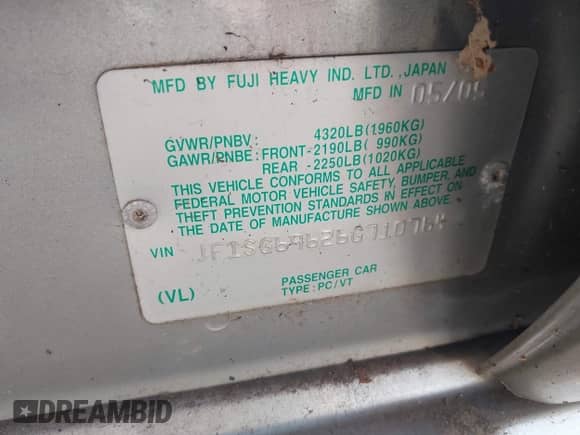 MFD BY FUJI HEAVY IND. LTD.,JAPAN
MFD IN 05/05
GVWR/PNBV: 4320LB(1960KG)
GAWR/PNBE:FRONT-2190LB( 990KG)
REAR -2250LB(1020KG)
THIS VEHICLE CONFORMS TO ALL APPLICABLE
FEDERAL MOTOR VEHICLE SAFETY, BUMPER, AND
THEFT PREVENTION STANDARDS IN EFFECT ON
THE DATE OF MANUFACTURE SHOWN ABOVE.
VIN
PASSENGER CAR
(VL) TYPE:PC/VT
DREAMBID